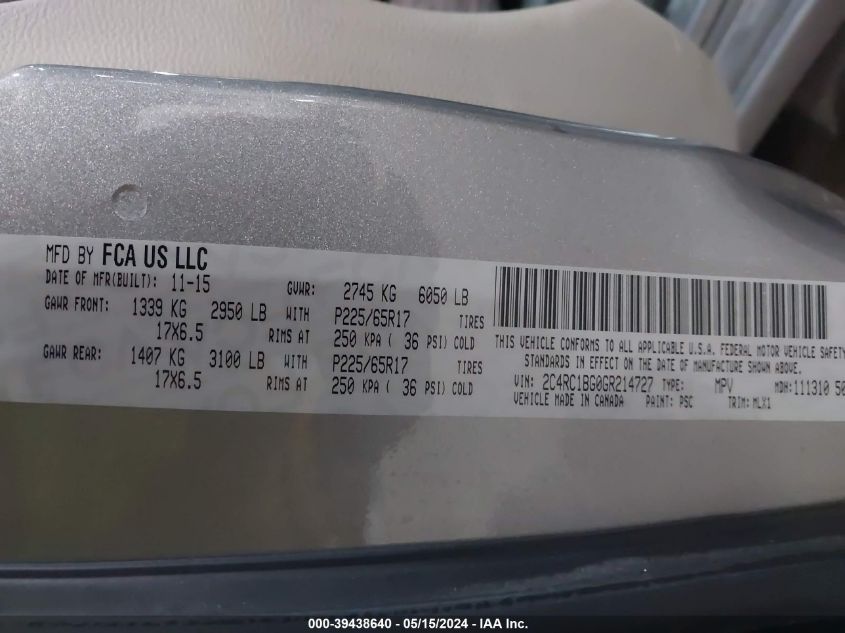 MFD BY FCA US LLC
DATE OF MFR(BUILT): 11-15 GVWR: 2745 KG 6050 LB
GAWR FRONT: 1339 KG 2950 LB WITH P225/65R17 TIRES
17X6.5 RIMS AT 250 KPA ( 36 PSI) COLD
GAWR REAR: 1407 KG 3100 LB WITH P225/65R17 TIRES
17X6.5 RIMS AT 250 KPA ( 36 PSI) COLD
THIS VEHICLE CONFORMS TO ALL APPLICABLE U.S.A. FEDERAL MOTOR VEHICLE SAFETY
STANDARDS IN EFFECT ON THE DATE OF MANUFACTURE SHOWN ABOVE.
VIN: 2C4RC1BG0GR214727 TYPE: MPV MDH:111310 50
VEHICLE MADE IN CANADA PAINT: PSC TRIM: MLX1
000-39438640 - 05/15/2024 - IAA Inc.